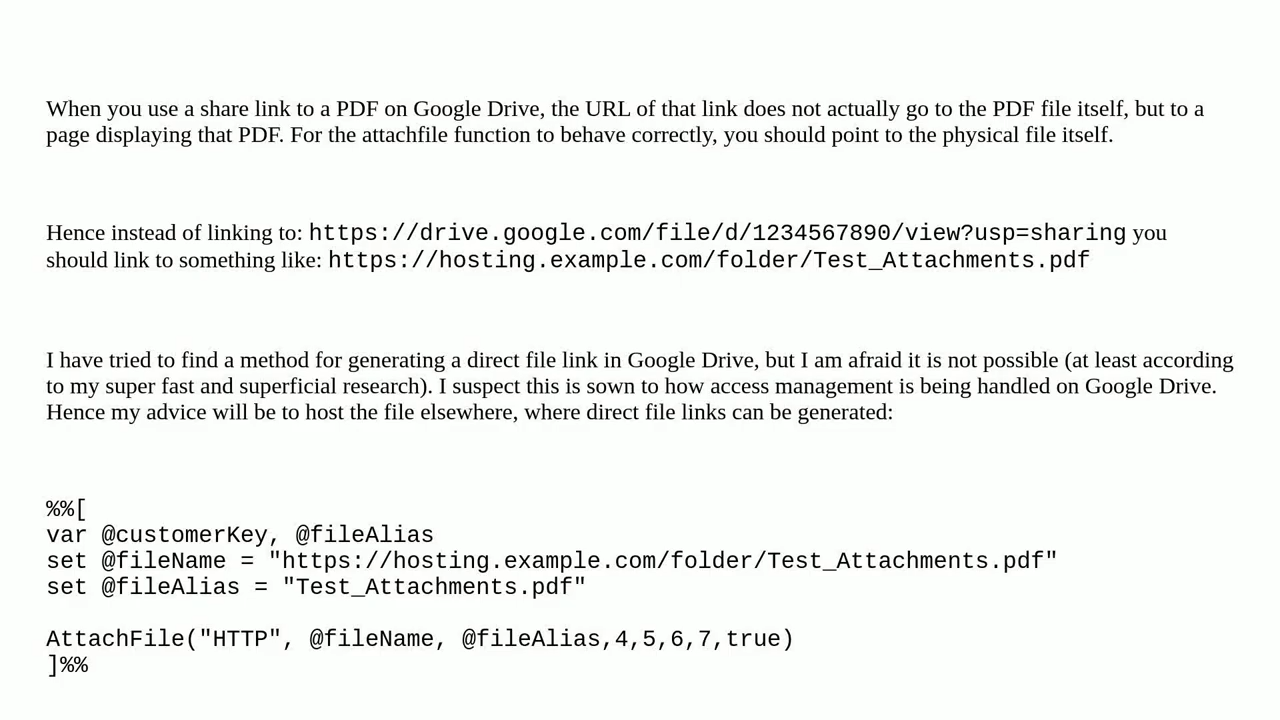 When you use a share link to a PDF on Google Drive, the URL of that link does not actually go to the PDF file itself, but to a
page displaying that PDF. For the attachfile function to behave correctly, you should point to the physical file itself.
Hence instead of linking to: https://drive.google.com/file/d/1234567890/view?usp=sharing you
should link to something like: https://hosting.example.com/folder/Test_Attachments.pdf
I have tried to find a method for generating a direct file link in Google Drive, but I am afraid it is not possible (at least according
to my super fast and superficial research). I suspect this is sown to how access management is being handled on Google Drive.
Hence my advice will be to host the file elsewhere, where direct file links can be generated:
%%[
var @customerKey, @fileAlias
set @fileName = "https://hosting.example.com/folder/Test_Attachments.pdf"
set @fileAlias = "Test_Attachments.pdf"
AttachFile("HTTP", @fileName, @fileAlias,4,5,6,7,true)
]%%